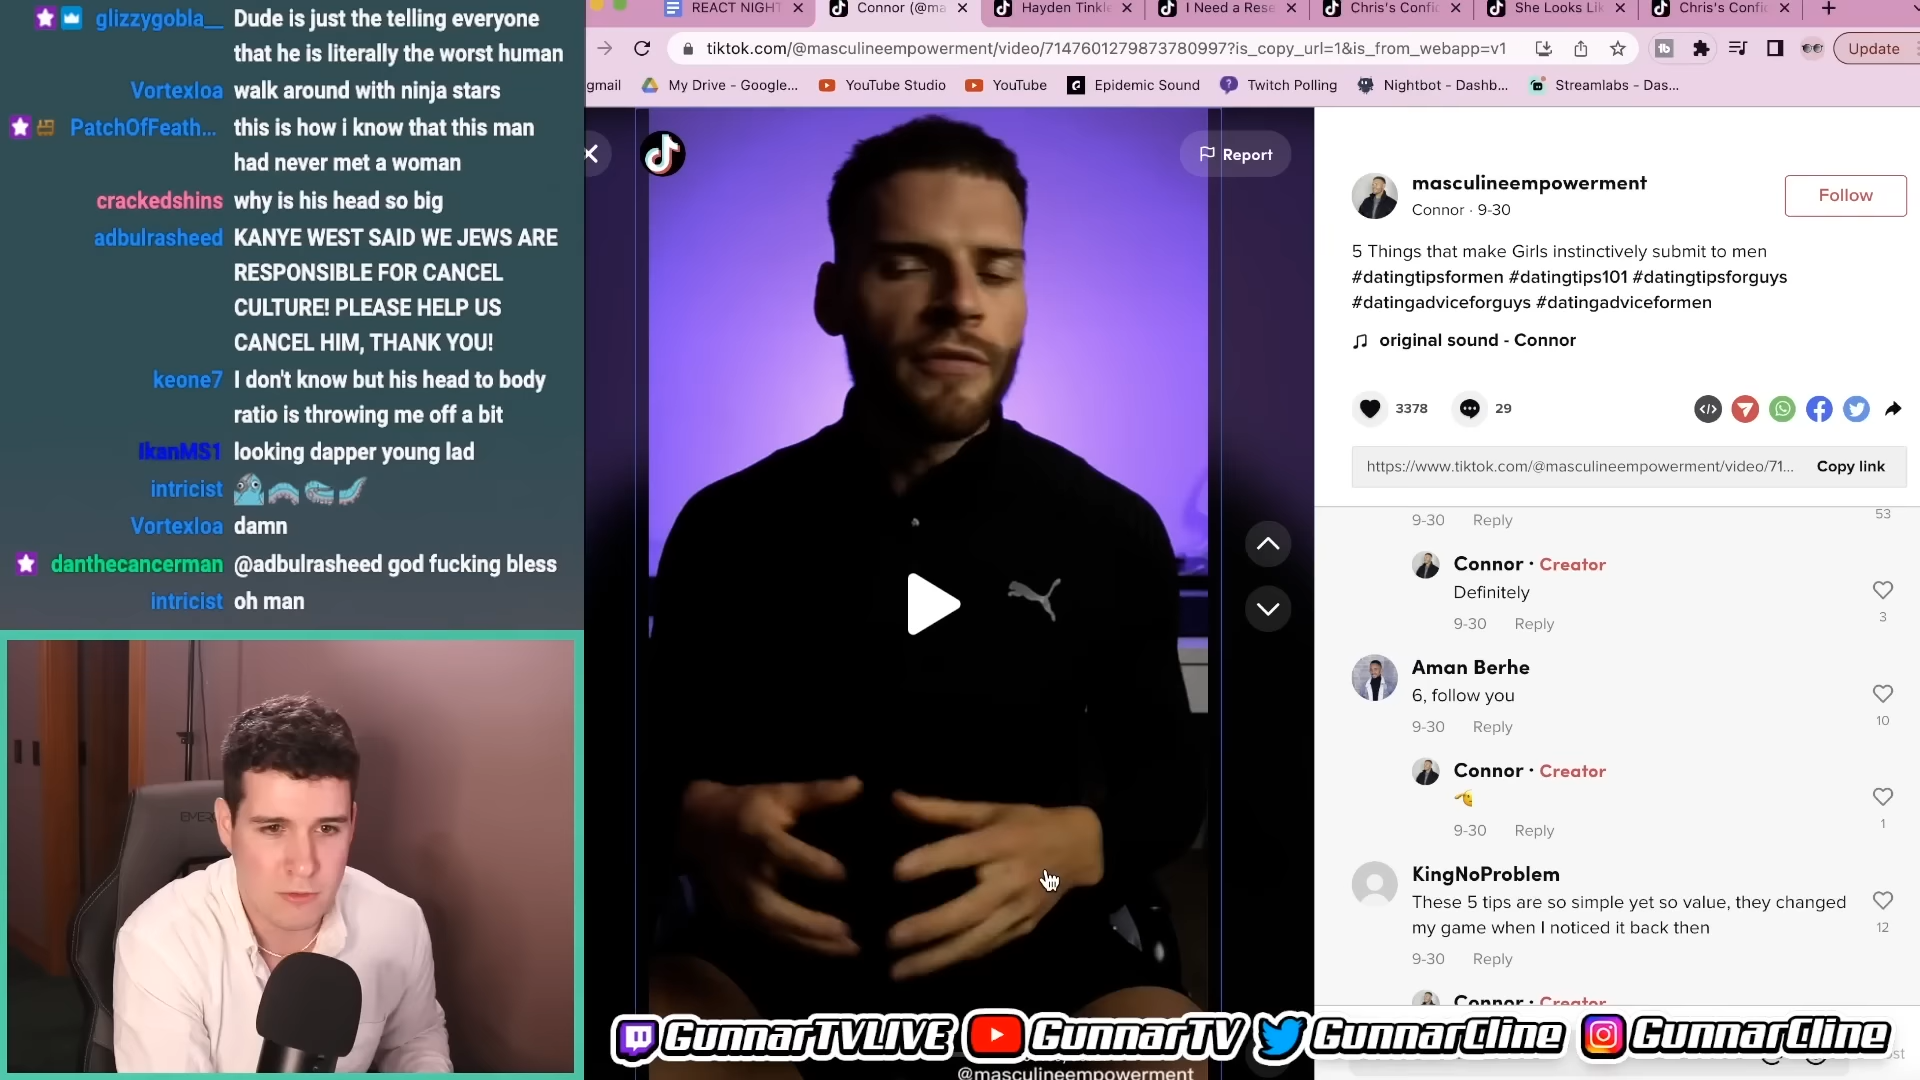 glizzygobla__ Dude is just the telling everyone
that he is literally the worst human
Vortexloa walk around with ninja stars
PatchOfFeath... this is how i know that this man
had never met a woman
crackedshins why is his head so big
adbulrasheed KANYE WEST SAID WE JEWS ARE
RESPONSIBLE FOR CANCEL
CULTURE! PLEASE HELP US
CANCEL HIM, THANK YOU!
keone7 I don't know but his head to body
ratio is throwing me off a bit
IkanMS1 looking dapper young lad
intricist
Vortexloa damn
danthecancerman @adbulrasheed god fucking bless
intricist oh man
REACT NIGHT
Connor (@ma
Hayden Tinkle
I Need a Rese
Chris's Confid
She Looks Lik
Chris's Confid
tiktok.com/@masculineempowerment/video/7147601279873780997?is_copy_url=1&is_from_webapp=v1
Update
gmail My Drive - Google... YouTube Studio YouTube Epidemic Sound Twitch Polling Nightbot - Dashb... Streamlabs - Das...
Report
masculineempowerment
Connor · 9-30
Follow
5 Things that make Girls instinctively submit to men
#datingtipsformen #datingtips101 #datingtipsforguys
#datingadviceforguys #datingadviceformen
original sound - Connor
3378 29
https://www.tiktok.com/@masculineempowerment/video/71... Copy link
9-30 Reply 53
Connor · Creator
Definitely
9-30 Reply 3
Aman Berhe
6, follow you
9-30 Reply 10
Connor · Creator
9-30 Reply 1
KingNoProblem
These 5 tips are so simple yet so value, they changed
my game when I noticed it back then
9-30 Reply 12
Connor · Creator
GunnarTVLIVE GunnarTV GunnarCline GunnarCline
@masculineempowerment